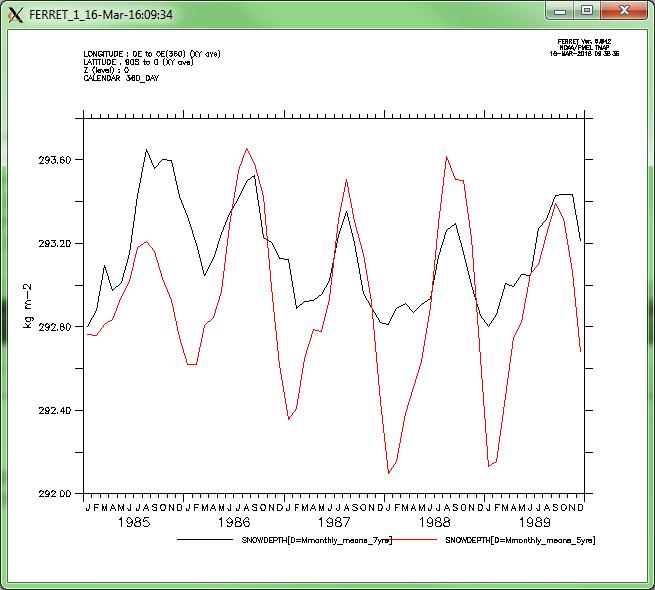 FERRET_1_16-Mar-16:09:34
LONGITUDE : 0E to 0E(360) (XY ave)
LATITUDE : 90S to 0 (XY ave)
Z (level) : 0
CALENDAR: 360_DAY
FERRET Ver. 6.842
NOAA/PMEL TMAP
16-MAR-2016 09:38:36
293.60
293.20
292.80
292.40
292.00
kg m-2
J F M A M J J A S O N D J F M A M J J A S O N D J F M A M J J A S O N D J F M A M J J A S O N D J F M A M J J A S O N D
1985 1986 1987 1988 1989
SNOWDEPTH[D=Mmonthly_means_7yrs]
SNOWDEPTH[D=Mmonthly_means_5yrs]